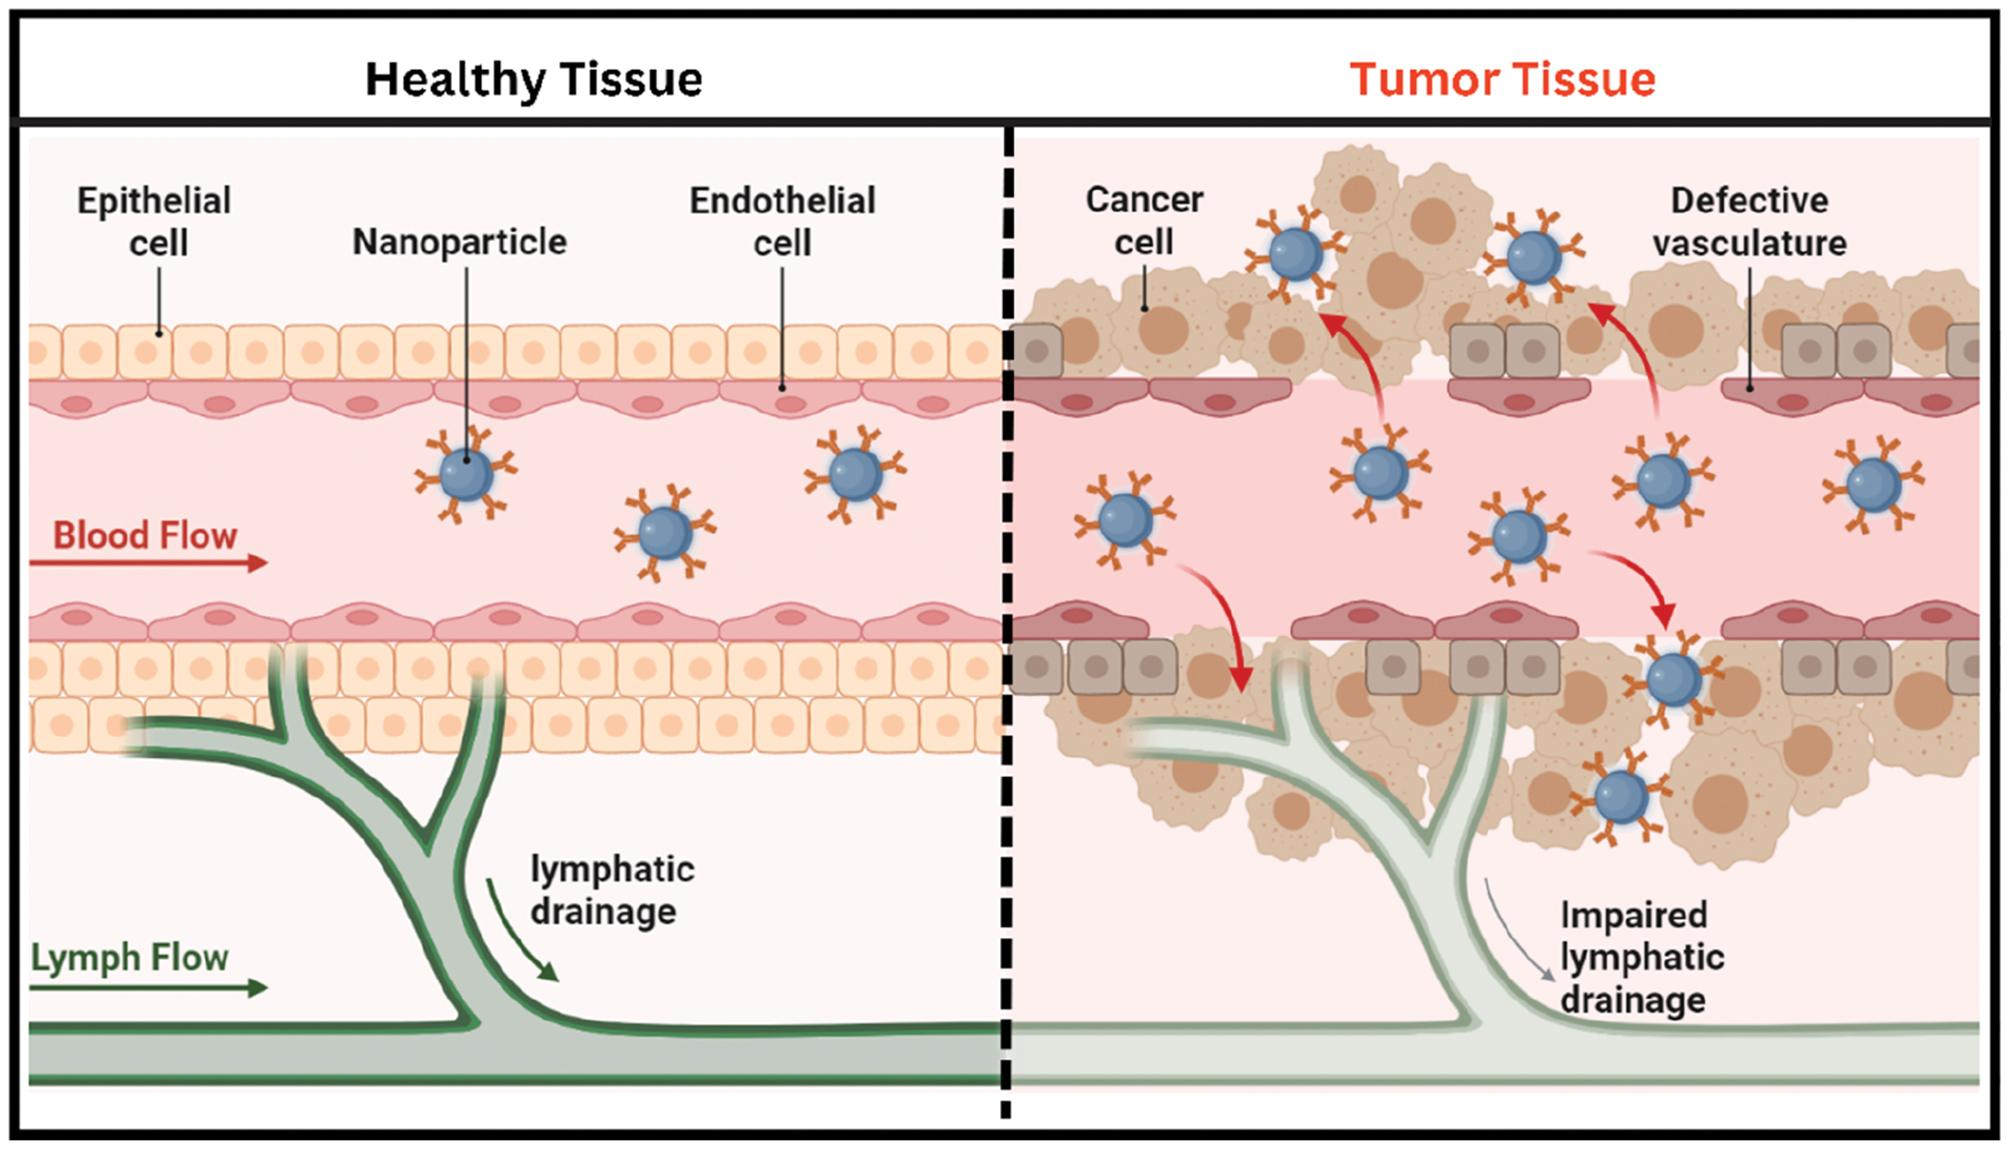 Healthy Tissue
Tumor Tissue
Epithelial
cell
Nanoparticle
Endothelial
cell
Blood Flow
lymphatic
drainage
Lymph Flow
Cancer
cell
Defective
vasculature
Impaired
lymphatic
drainage